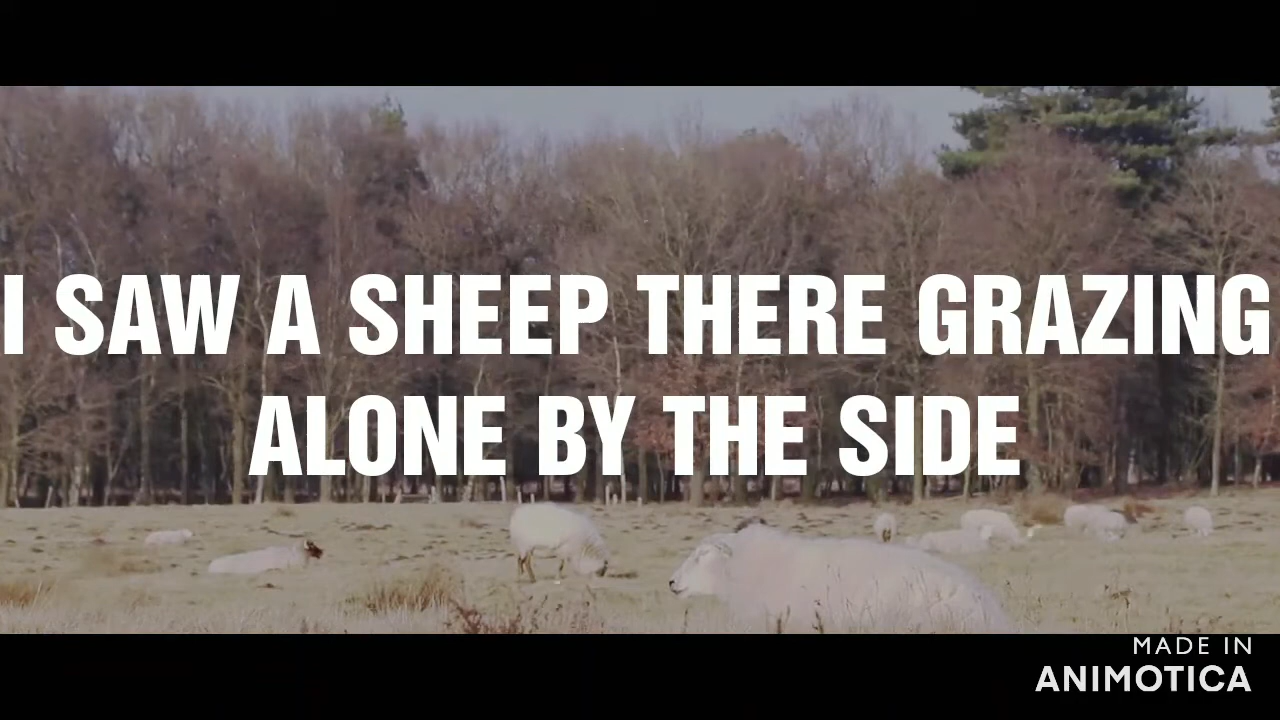 I SAW A SHEEP THERE GRAZING
ALONE BY THE SIDE
MADE IN
ANIMOTICA